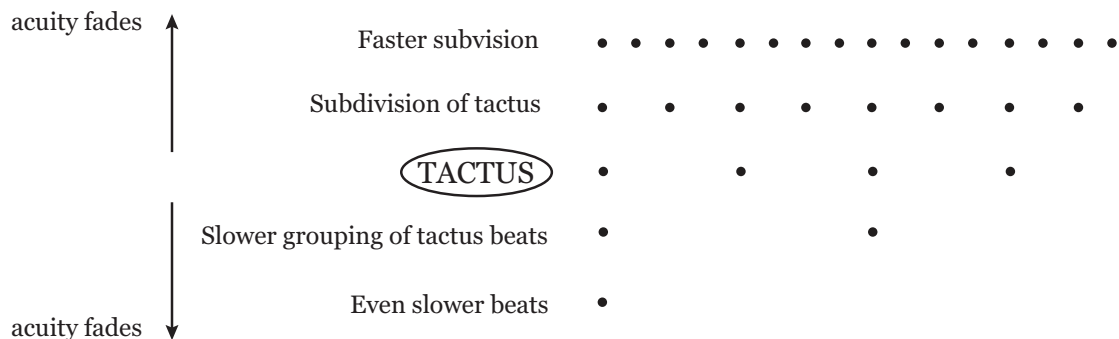 acuity fades
Faster subvision
Subdivision of tactus
TACTUS
Slower grouping of tactus beats
Even slower beats
acuity fades